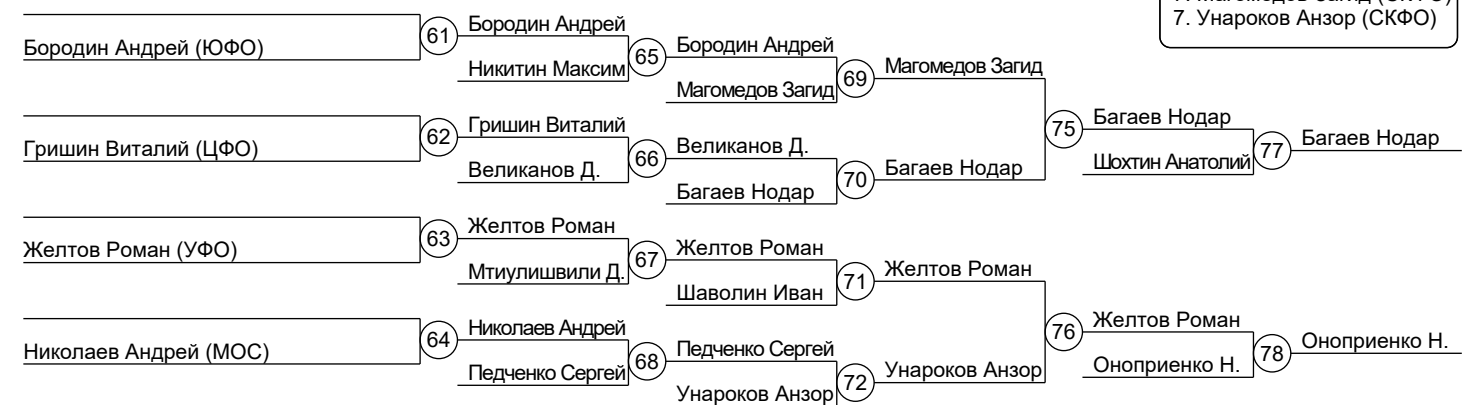 7. Унароков Анзор (СКФО)
Бородин Андрей (ЮФО)
61
Бородин Андрей
Никитин Максим
65
Бородин Андрей
Магомедов Загид
69
Магомедов Загид
Гришин Виталий (ЦФО)
62
Гришин Виталий
Великанов Д.
66
Великанов Д.
Багаев Нодар
70
Багаев Нодар
75
Багаев Нодар
Шохтин Анатолий
77
Багаев Нодар
Желтов Роман (УФО)
63
Желтов Роман
Мтиулишвили Д.
67
Желтов Роман
Шаволин Иван
71
Желтов Роман
Николаев Андрей (МОС)
64
Николаев Андрей
Педченко Сергей
68
Педченко Сергей
Унароков Анзор
72
Унароков Анзор
76
Желтов Роман
Оноприенко Н.
78
Оноприенко Н.